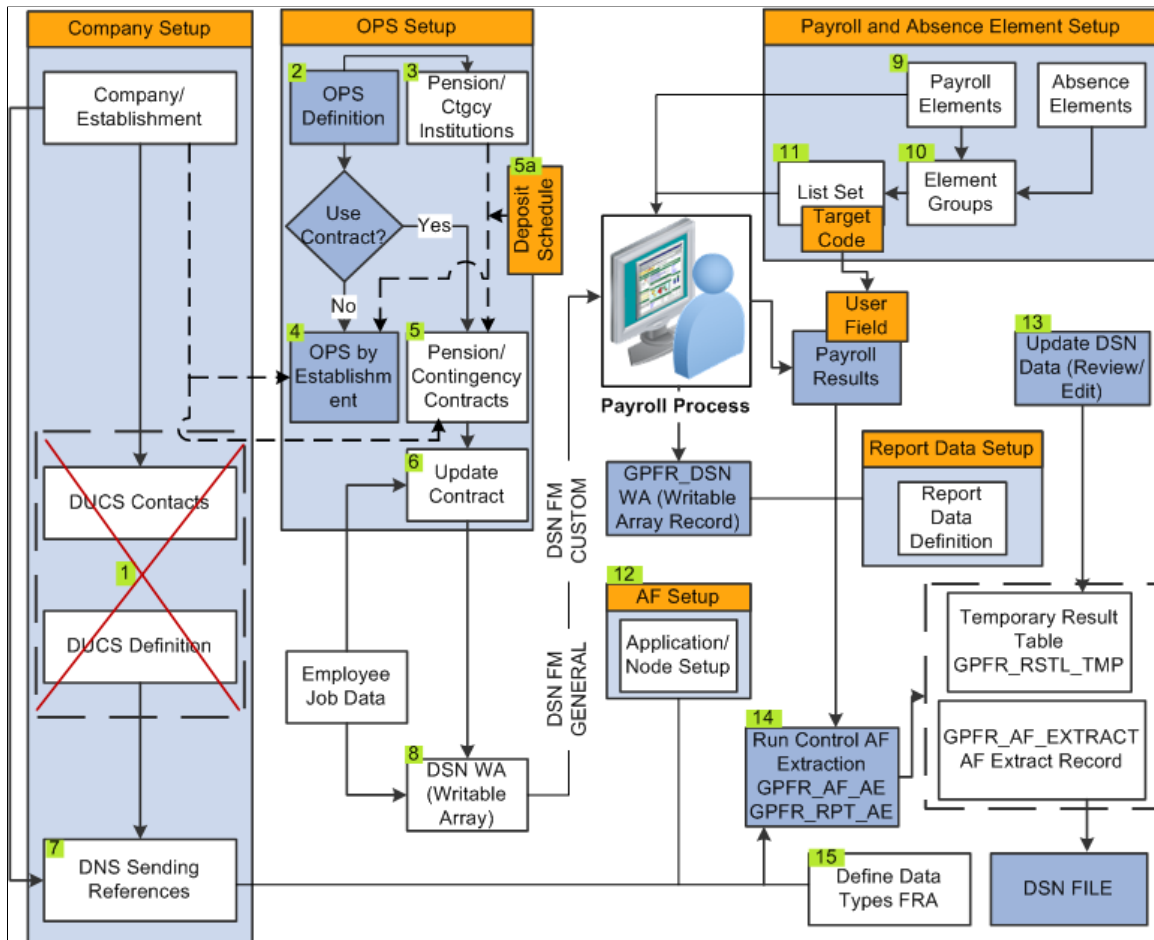 Company Setup
Company/
Establishment
DUCS Contacts
1
DUCS Definition
7
DNS Sending
References
OPS Setup
2
OPS
Definition
3
Pension/
Ctgcy
Institutions
5a
Deposit
Schedule
Use
Contract?
Yes
No
4
OPS by
Establishm
ent
5
Pension/
Contingency
Contracts
6
Update
Contract
Employee
Job Data
8
DSN WA
(Writable
Array)
DSN FM
CUSTOM
DSN FM
GENERAL
Payroll Process
GPFR_DSN
WA (Writable
Array Record)
12
AF Setup
Application/
Node Setup
Payroll and Absence Element Setup
9
Payroll
Elements
Absence
Elements
11
List Set
Target
Code
10
Element
Groups
User
Field
Payroll
Results
13
Update DSN
Data (Review/
Edit)
Report Data Setup
Report
Data
Definition
14
Run Control AF
Extraction
GPFR_AF_AE
GPFR_RPT_AE
Temporary Result
Table
GPFR_RSTL_TMP
GPFR_AF_EXTRACT
AF Extract Record
15
Define Data
Types FRA
DSN FILE